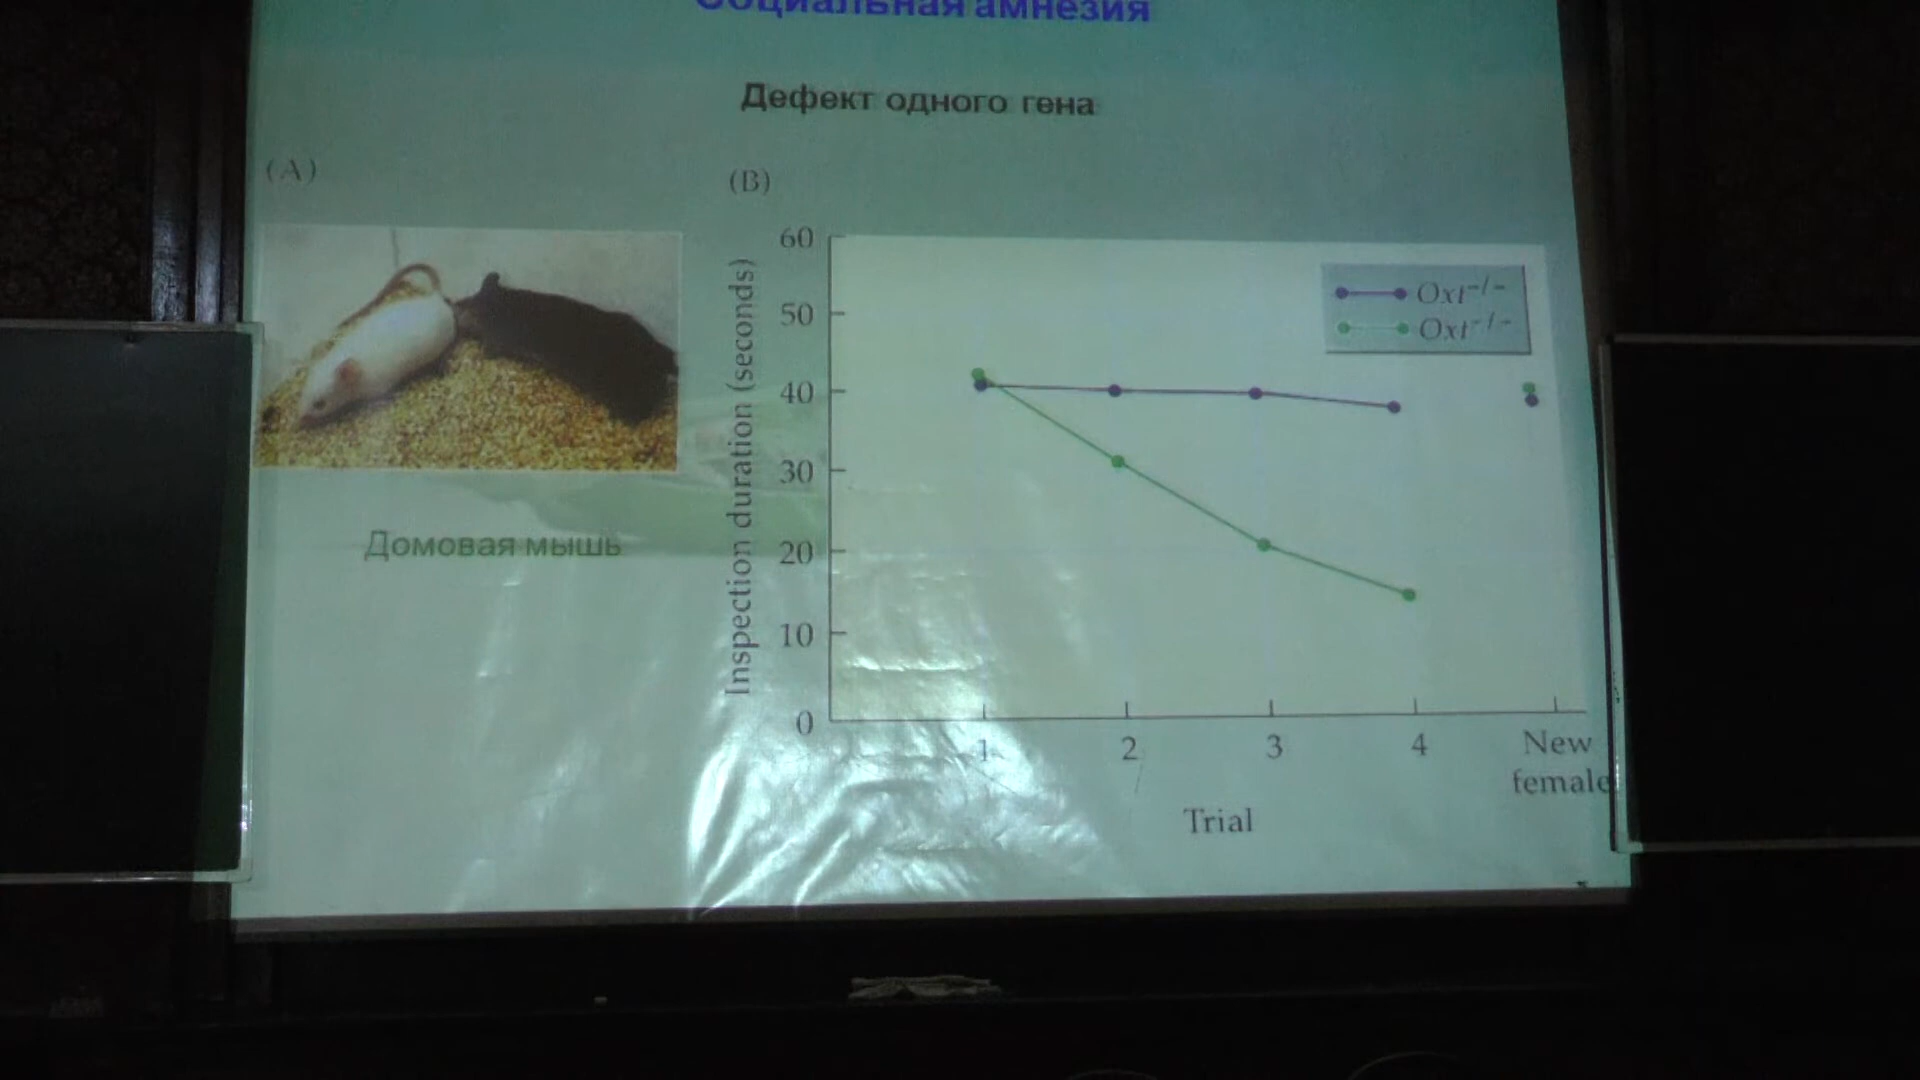 Социальная амнезия
Дефект одного гена
(A)
(B)
Домовая мышь
Inspection duration (seconds)
60
50
40
30
20
10
0
Oxt⁻/⁻
Oxt⁻/⁻
1
2
3
4
New
female
Trial